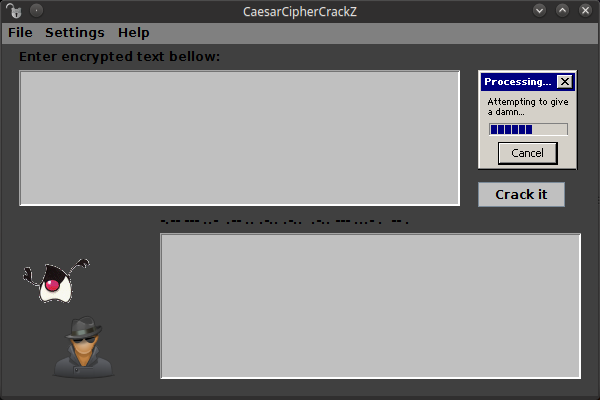 CaesarCipherCrackZ
File Settings Help
Enter encrypted text bellow:
Processing...
Attempting to give
a damn...
Cancel
Crack it
-.-- --- ..- .-- .. .-.. .-.. .-.. --- ...- . -- .